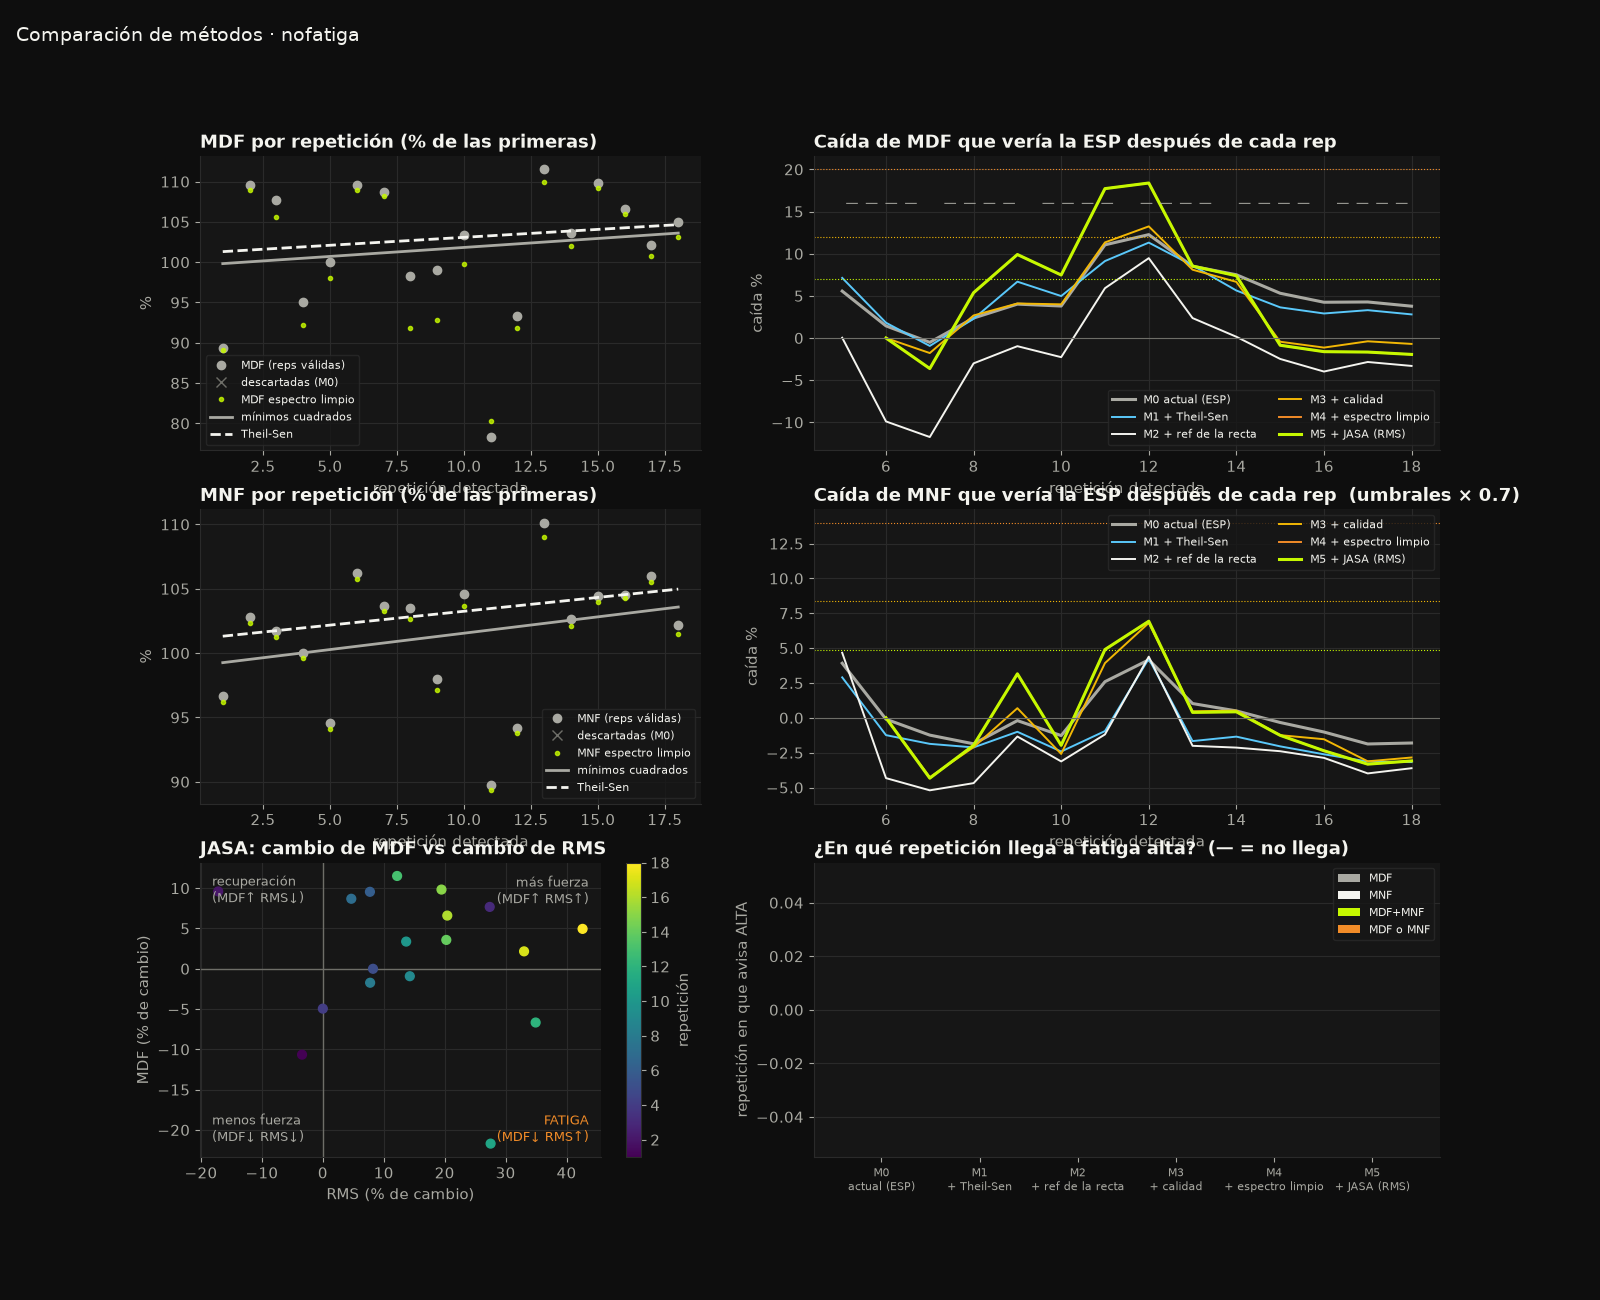 Comparación de métodos · nofatiga
MDF por repetición (% de las primeras)
%
110
105
100
95
90
85
80
MDF (reps válidas)
descartadas (M0)
MDF espectro limpio
mínimos cuadrados
Theil-Sen
2.5 5.0 7.5 10.0 12.5 15.0 17.5
repetición detectada
Caída de MDF que vería la ESP después de cada rep
caída %
20
15
10
5
0
−5
−10
M0 actual (ESP)
M1 + Theil-Sen
M2 + ref de la recta
M3 + calidad
M4 + espectro limpio
M5 + JASA (RMS)
6 8 10 12 14 16 18
repetición detectada
MNF por repetición (% de las primeras)
%
110
105
100
95
90
MNF (reps válidas)
descartadas (M0)
MNF espectro limpio
mínimos cuadrados
Theil-Sen
2.5 5.0 7.5 10.0 12.5 15.0 17.5
repetición detectada
Caída de MNF que vería la ESP después de cada rep (umbrales × 0.7)
caída %
12.5
10.0
7.5
5.0
2.5
0.0
−2.5
−5.0
M0 actual (ESP)
M1 + Theil-Sen
M2 + ref de la recta
M3 + calidad
M4 + espectro limpio
M5 + JASA (RMS)
6 8 10 12 14 16 18
repetición detectada
JASA: cambio de MDF vs cambio de RMS
MDF (% de cambio)
10
5
0
−5
−10
−15
−20
recuperación
(MDF↑ RMS↓)
más fuerza
(MDF↑ RMS↑)
menos fuerza
(MDF↓ RMS↓)
FATIGA
(MDF↓ RMS↑)
−20 −10 0 10 20 30 40
RMS (% de cambio)
18
16
14
12
10
8
6
4
2
repetición
¿En qué repetición llega a fatiga alta? (— = no llega)
repetición en que avisa ALTA
0.04
0.02
0.00
−0.02
−0.04
MDF
MNF
MDF+MNF
MDF o MNF
M0
actual (ESP)
M1
+ Theil-Sen
M2
+ ref de la recta
M3
+ calidad
M4
+ espectro limpio
M5
+ JASA (RMS)